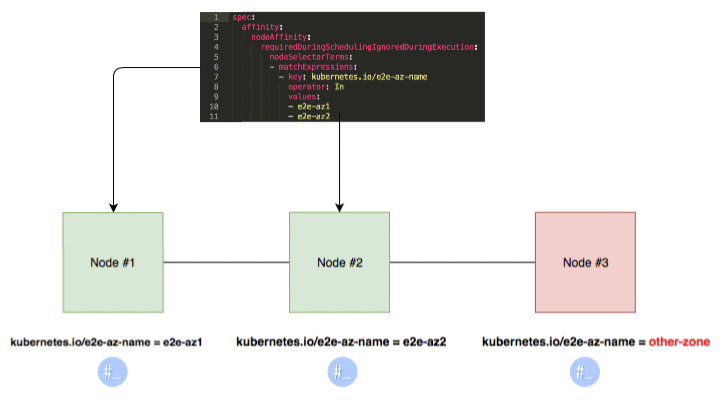 1 spec:
2 affinity:
3 nodeAffinity:
4 requiredDuringSchedulingIgnoredDuringExecution:
5 nodeSelectorTerms:
6 - matchExpressions:
7 - key: kubernetes.io/e2e-az-name
8 operator: In
9 values:
10 - e2e-az1
11 - e2e-az2
Node #1
Node #2
Node #3
kubernetes.io/e2e-az-name = e2e-az1
kubernetes.io/e2e-az-name = e2e-az2
kubernetes.io/e2e-az-name = other-zone
#_
#_
#_